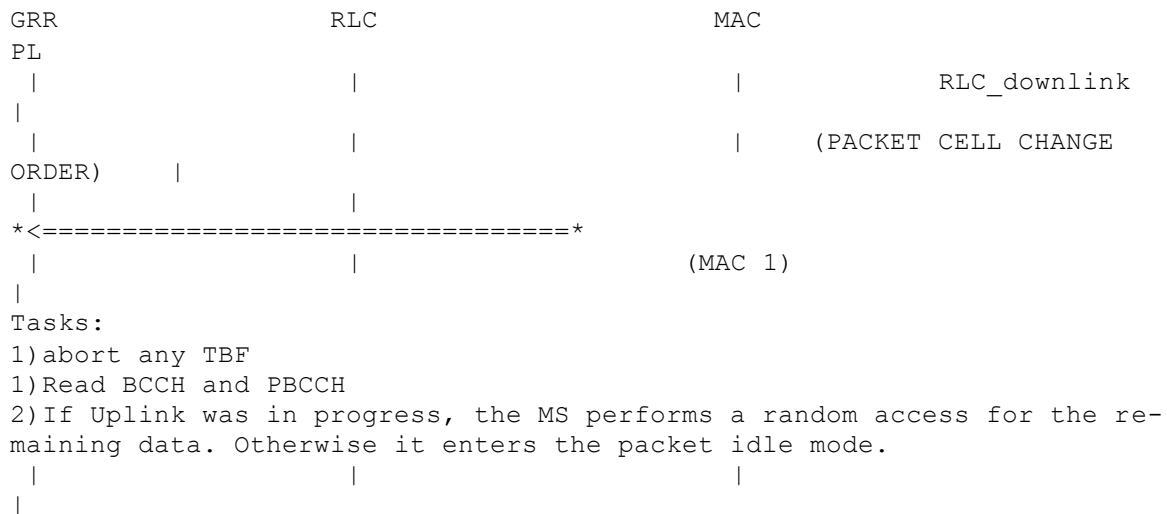 GRR                 RLC                     MAC
PL
 |                    |                       |            RLC_downlink
|
 |                    |                       |    (PACKET CELL CHANGE
ORDER)     |
 |                    |
*<=================================*
 |                    |                    (MAC 1)
|
Tasks:
1)abort any TBF
1)Read BCCH and PBCCH
2)If Uplink was in progress, the MS performs a random access for the re-
maining data. Otherwise it enters the packet idle mode.
 |                    |                       |
|